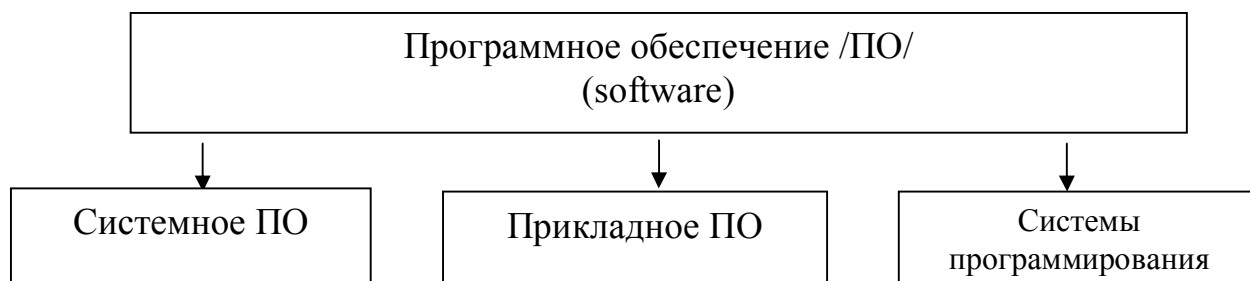 Программное обеспечение /ПО/
(software)
Системное ПО
Прикладное ПО
Системы
программирования